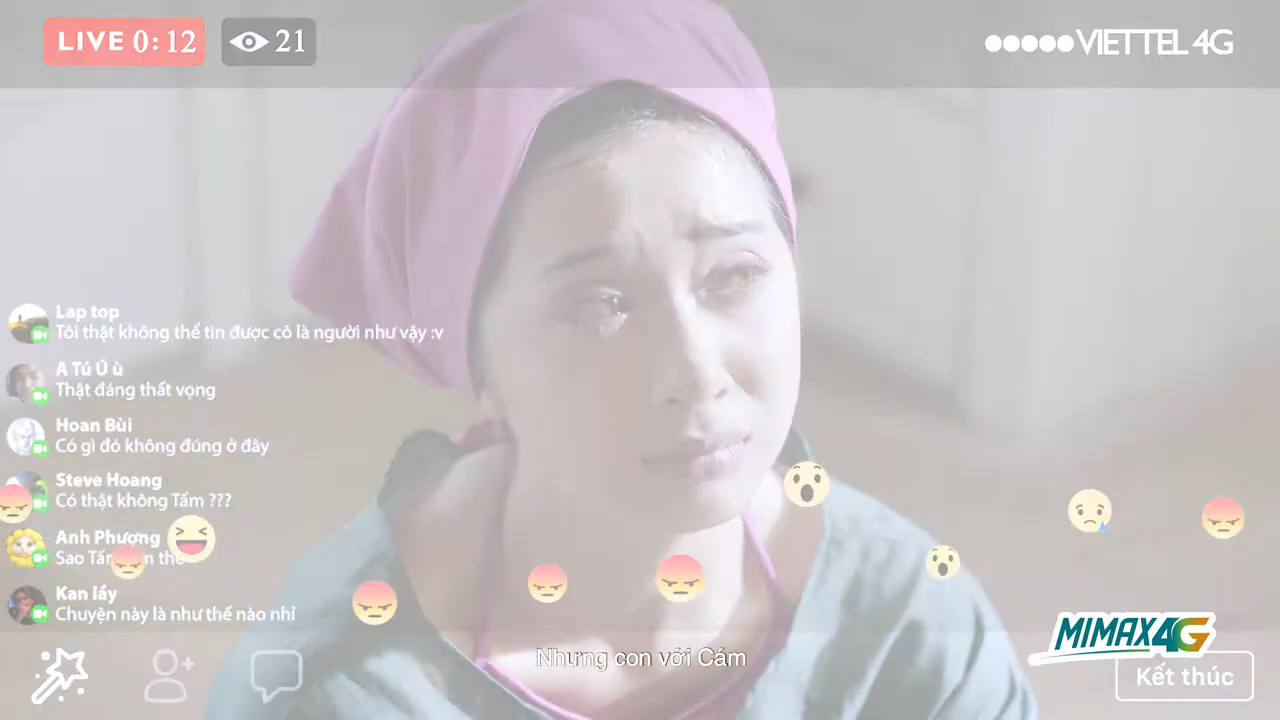 LIVE 0:12
21
VIETTEL 4G
Lap top
Tôi thật không thể tin được cô là người như vậy :v
A Tú Ú ù
Thật đáng thất vọng
Hoan Bùi
Có gì đó không đúng ở đây
Steve Hoang
Có thật không Tấm ???
Anh Phượng
Sao
Kan lầy
Chuyện này là như thế nào nhỉ
Nhưng con với Cám
MIMAX4G
Kết thúc